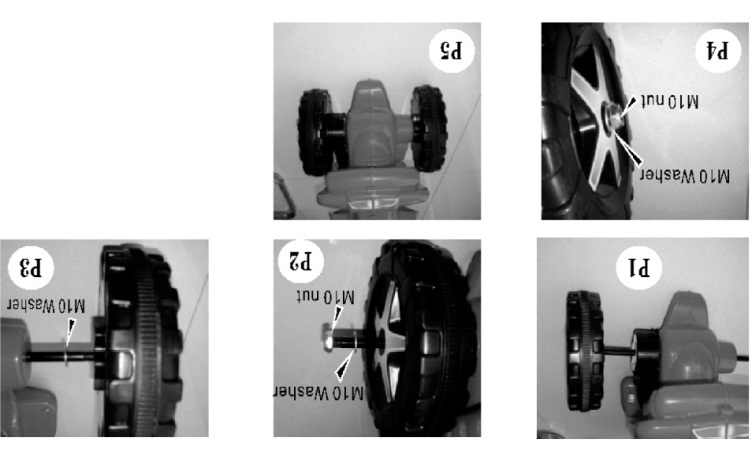 P1
M10 Washer
M10 nut
P2
M10 Washer
P3
M10 Washer
M10 nut
P4
P5